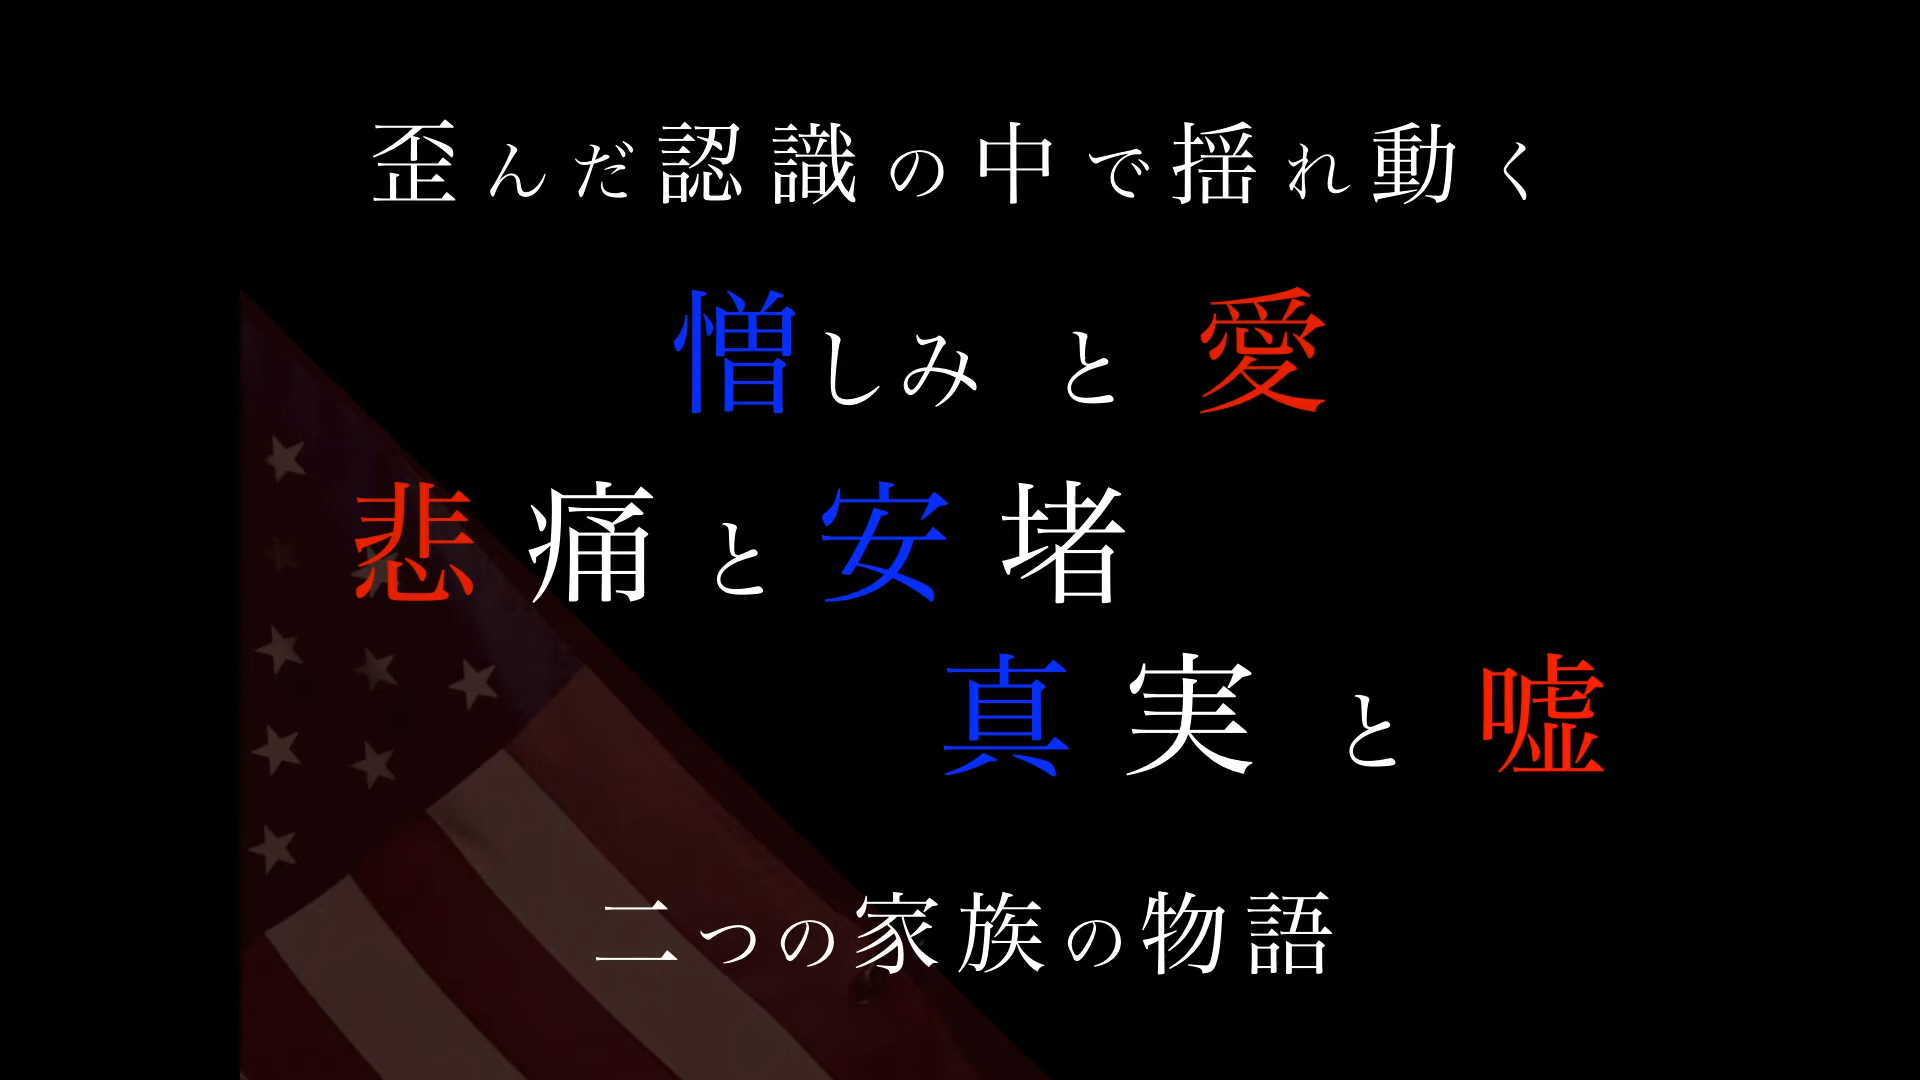 歪んだ認識の中で揺れ動く
憎しみと愛
悲痛と安堵
真実と嘘
二つの家族の物語